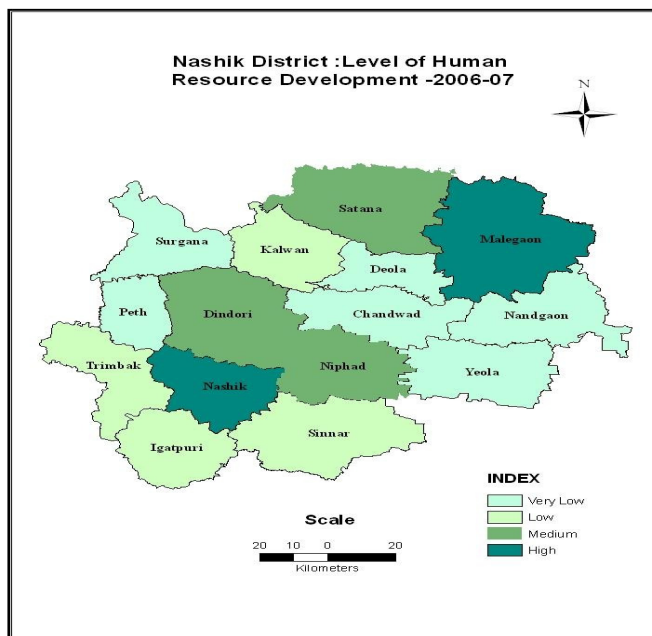 Nashik District :Level of Human
Resource Development -2006-07
N
Satana
Surgana
Kalwan
Malegaon
Deola
Peth
Dindori
Chandwad
Nandgaon
Trimbak
Niphad
Yeola
Nashik
Igatpuri
Sinnar
INDEX
Very Low
Low
Medium
High
Scale
20 10 0 20
Kilometers